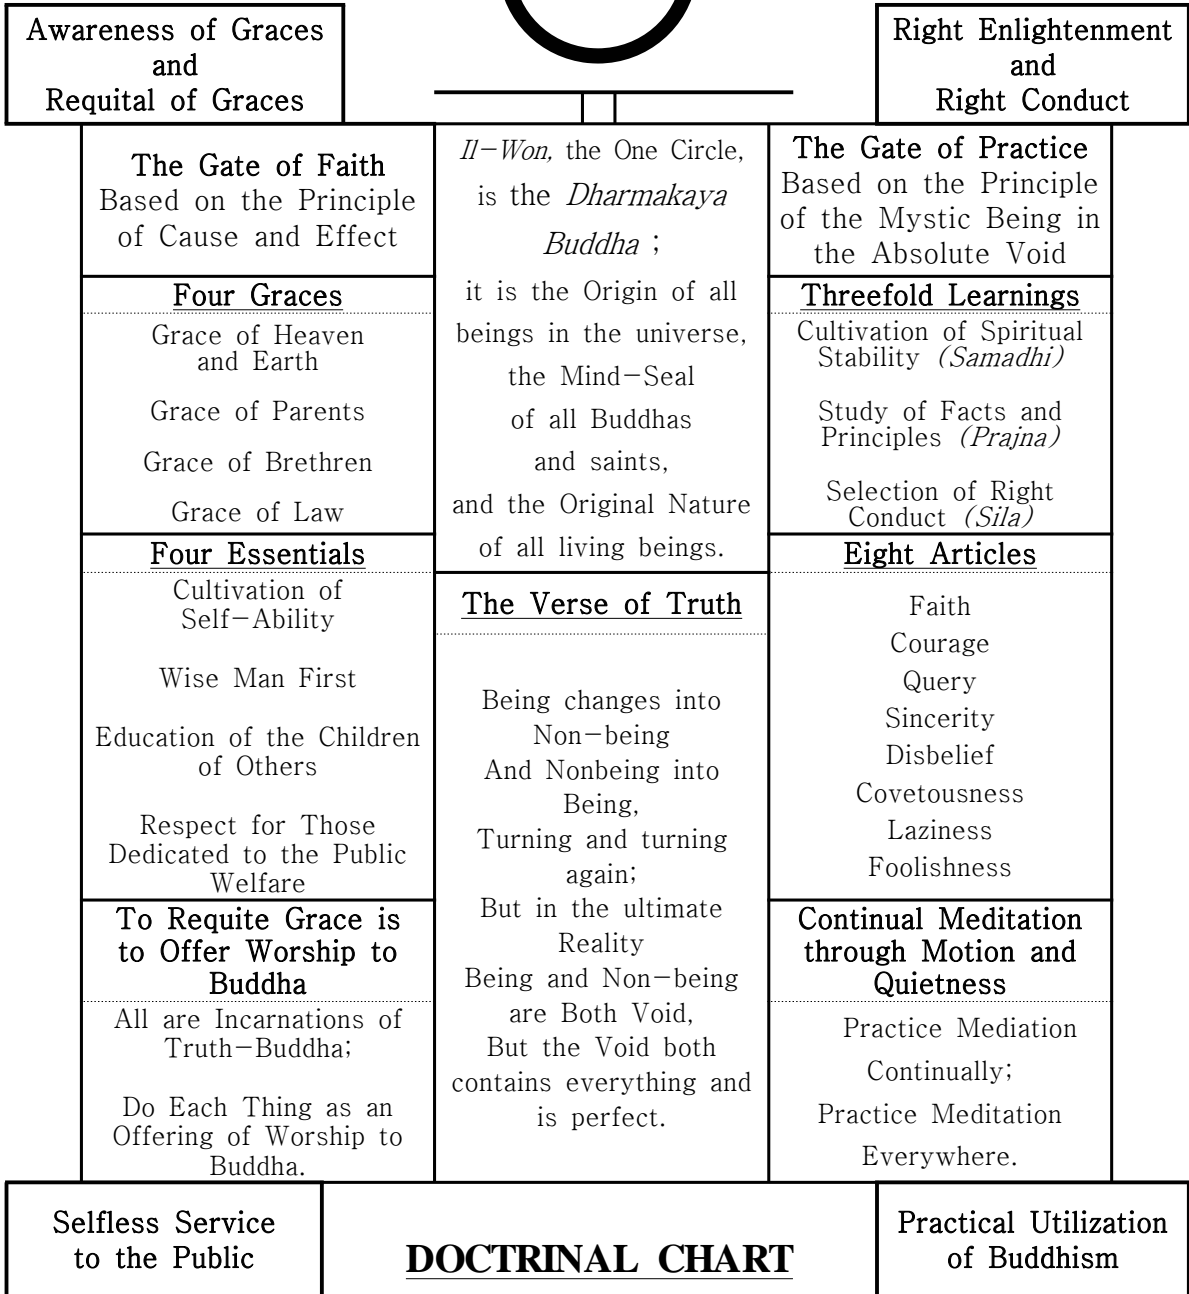 Awareness of Graces
and
Requital of Graces
Right Enlightenment
and
Right Conduct
The Gate of Faith
Based on the Principle
of Cause and Effect
Four Graces
Grace of Heaven
and Earth
Grace of Parents
Grace of Brethren
Grace of Law
Four Essentials
Cultivation of
Self-Ability
Wise Man First
Education of the Children
of Others
Respect for Those
Dedicated to the Public
Welfare
To Requite Grace is
to Offer Worship to
Buddha
All are Incarnations of
Truth-Buddha;
Do Each Thing as an
Offering of Worship to
Buddha.
Il-Won, the One Circle,
is the Dharmakaya
Buddha ;
it is the Origin of all
beings in the universe,
the Mind-Seal
of all Buddhas
and saints,
and the Original Nature
of all living beings.
The Verse of Truth
Being changes into
Non-being
And Nonbeing into
Being,
Turning and turning
again;
But in the ultimate
Reality
Being and Non-being
are Both Void,
But the Void both
contains everything and
is perfect.
The Gate of Practice
Based on the Principle
of the Mystic Being in
the Absolute Void
Threefold Learnings
Cultivation of Spiritual
Stability (Samadhi)
Study of Facts and
Principles (Prajna)
Selection of Right
Conduct (Sila)
Eight Articles
Faith
Courage
Query
Sincerity
Disbelief
Covetousness
Laziness
Foolishness
Continual Meditation
through Motion and
Quietness
Practice Mediation
Continually;
Practice Meditation
Everywhere.
Selfless Service
to the Public
DOCTRINAL CHART
Practical Utilization
of Buddhism